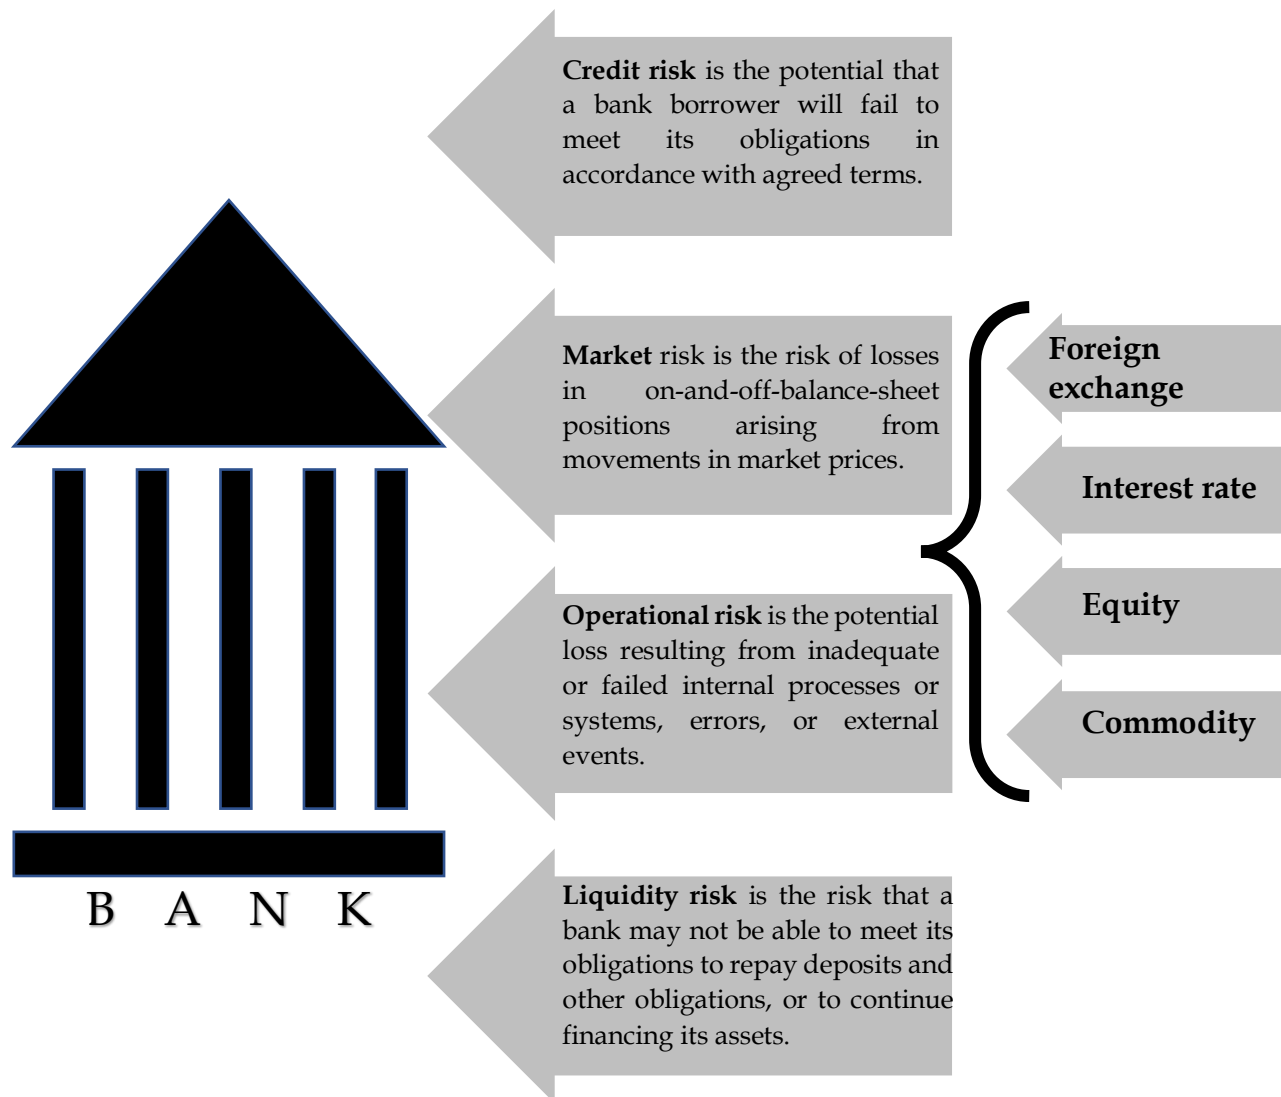 Credit risk is the potential that
a bank borrower will fail to
meet its obligations in
accordance with agreed terms.
Market risk is the risk of losses
in on-and-off-balance-sheet
positions arising from
movements in market prices.
Foreign
exchange
Interest rate
Equity
Commodity
Operational risk is the potential
loss resulting from inadequate
or failed internal processes or
systems, errors, or external
events.
Liquidity risk is the risk that a
bank may not be able to meet its
obligations to repay deposits and
other obligations, or to continue
financing its assets.
B A N K